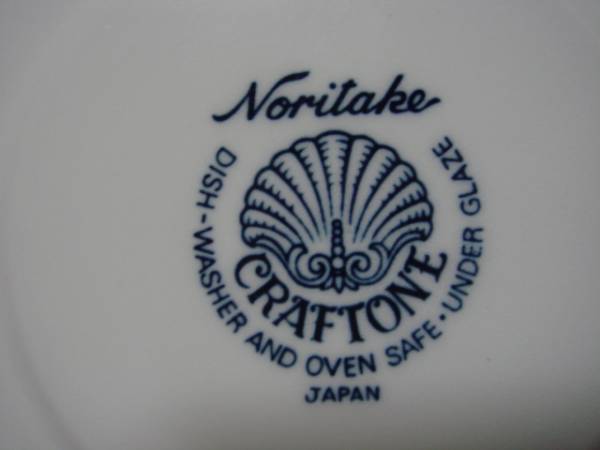 Noritake
CRAFTONE
DISH-WASHER AND OVEN SAFE·UNDER GLAZE
JAPAN